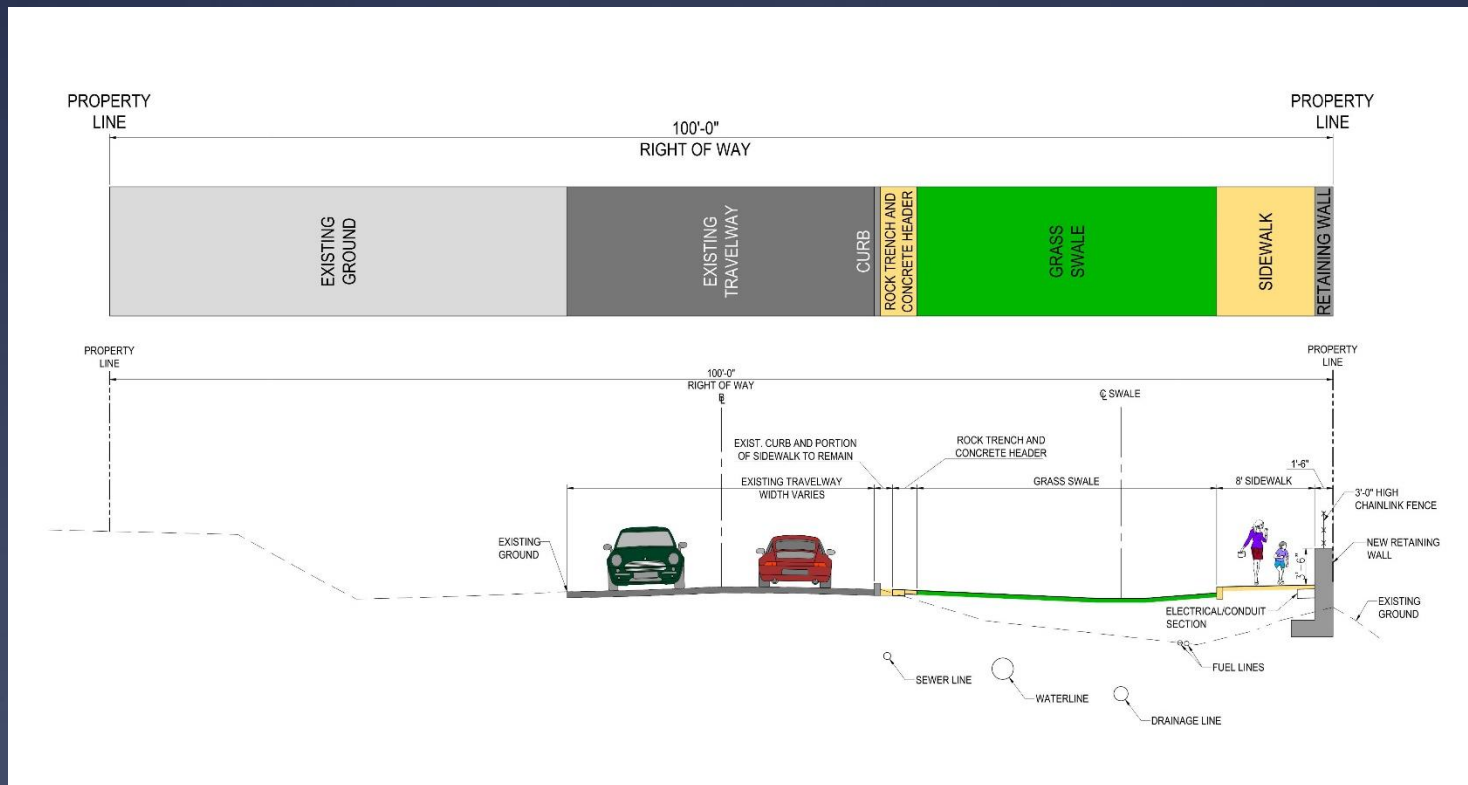 PROPERTY
LINE
PROPERTY
LINE
100'-0"
RIGHT OF WAY
EXISTING
GROUND
EXISTING
TRAVELWAY
CURB
ROCK TRENCH AND
CONCRETE HEADER
GRASS
SWALE
SIDEWALK
RETAINING WALL
PROPERTY
LINE
PROPERTY
LINE
100'-0"
RIGHT OF WAY
℄ SWALE
EXIST. CURB AND PORTION
OF SIDEWALK TO REMAIN
ROCK TRENCH AND
CONCRETE HEADER
EXISTING TRAVELWAY
WIDTH VARIES
GRASS SWALE
8' SIDEWALK
1'-6"
3'-0" HIGH
CHAINLINK FENCE
EXISTING
GROUND
NEW RETAINING
WALL
3'-6"
ELECTRICAL/CONDUIT
SECTION
EXISTING
GROUND
FUEL LINES
SEWER LINE
WATERLINE
DRAINAGE LINE